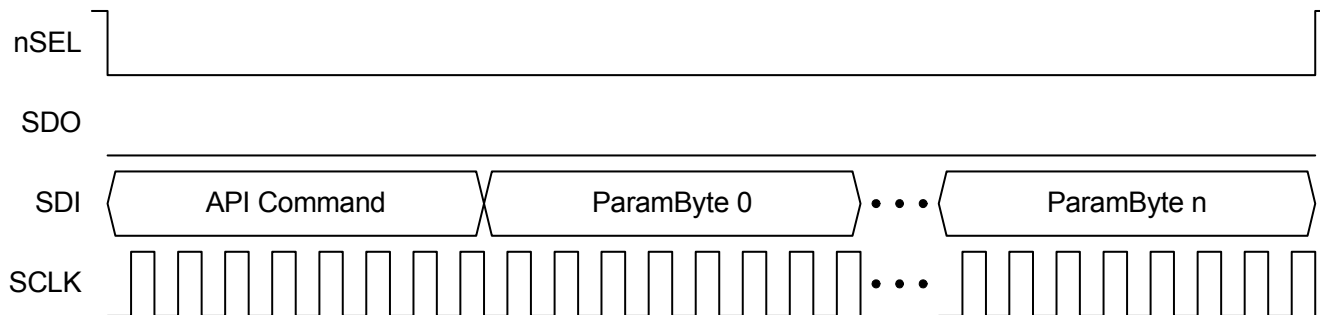 nSEL
SDO
SDI API Command ParamByte 0 • • • ParamByte n
SCLK • • •